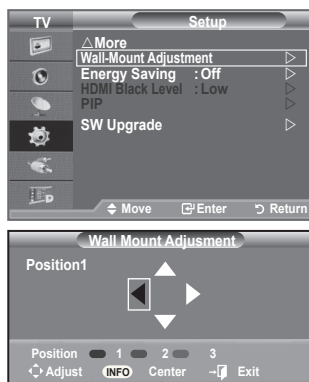 TV Setup
△More
Wall-Mount Adjustment
Energy Saving : Off
HDMI Black Level : Low
PIP
SW Upgrade
Move Enter Return
Wall Mount Adjusment
Position1
Position 1 2 3
Adjust INFO Center Exit